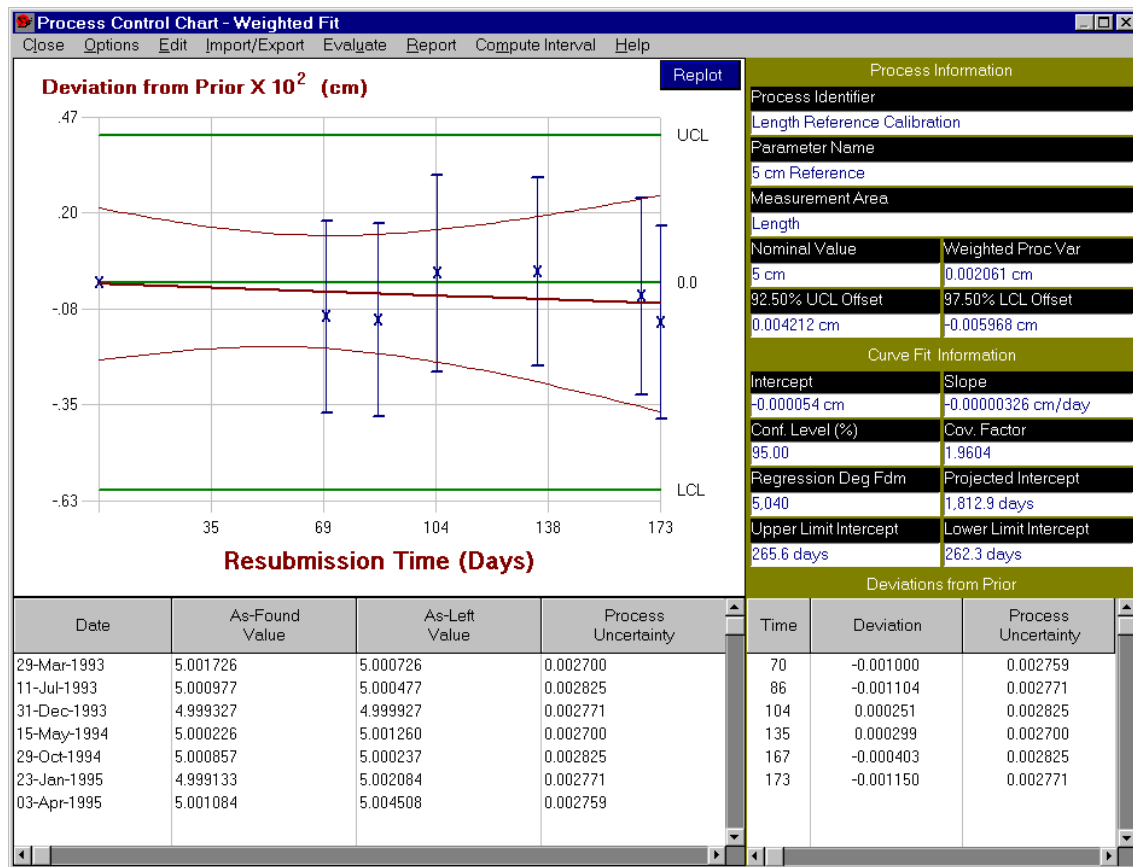 Process Control Chart - Weighted Fit
Close Options Edit Import/Export Evaluate Report Compute Interval Help
Deviation from Prior X 10² (cm)
Replot
.47
UCL
.20
0.0
-.08
-.35
LCL
-.63
35 69 104 138 173
Resubmission Time (Days)
Process Information
Process Identifier
Length Reference Calibration
Parameter Name
5 cm Reference
Measurement Area
Length
Nominal Value Weighted Proc Var
5 cm 0.002061 cm
92.50% UCL Offset 97.50% LCL Offset
0.004212 cm -0.005968 cm
Curve Fit Information
Intercept Slope
-0.000054 cm -0.00000326 cm/day
Conf. Level (%) Cov. Factor
95.00 1.9604
Regression Deg Fdm Projected Intercept
5,040 1,812.9 days
Upper Limit Intercept Lower Limit Intercept
265.6 days 262.3 days
Deviations from Prior
Date As-Found Value As-Left Value Process Uncertainty
29-Mar-1993 5.001726 5.000726 0.002700
11-Jul-1993 5.000977 5.000477 0.002825
31-Dec-1993 4.999327 4.999927 0.002771
15-May-1994 5.000226 5.001260 0.002700
29-Oct-1994 5.000857 5.000237 0.002825
23-Jan-1995 4.999133 5.002084 0.002771
03-Apr-1995 5.001084 5.004508 0.002759
Time Deviation Process Uncertainty
70 -0.001000 0.002759
86 -0.001104 0.002771
104 0.000251 0.002825
135 0.000299 0.002700
167 -0.000403 0.002825
173 -0.001150 0.002771